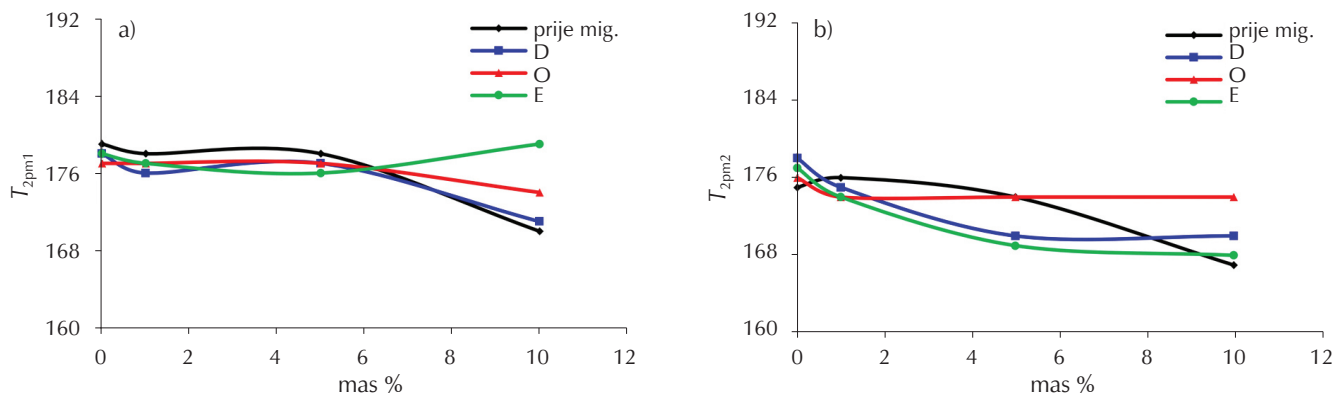 a)
prije mig.
D
O
E
192
184
176
168
160
T2pm1
0 2 4 6 8 10 12
mas %
b)
prije mig.
D
O
E
192
184
176
168
160
T2pm2
0 2 4 6 8 10 12
mas %